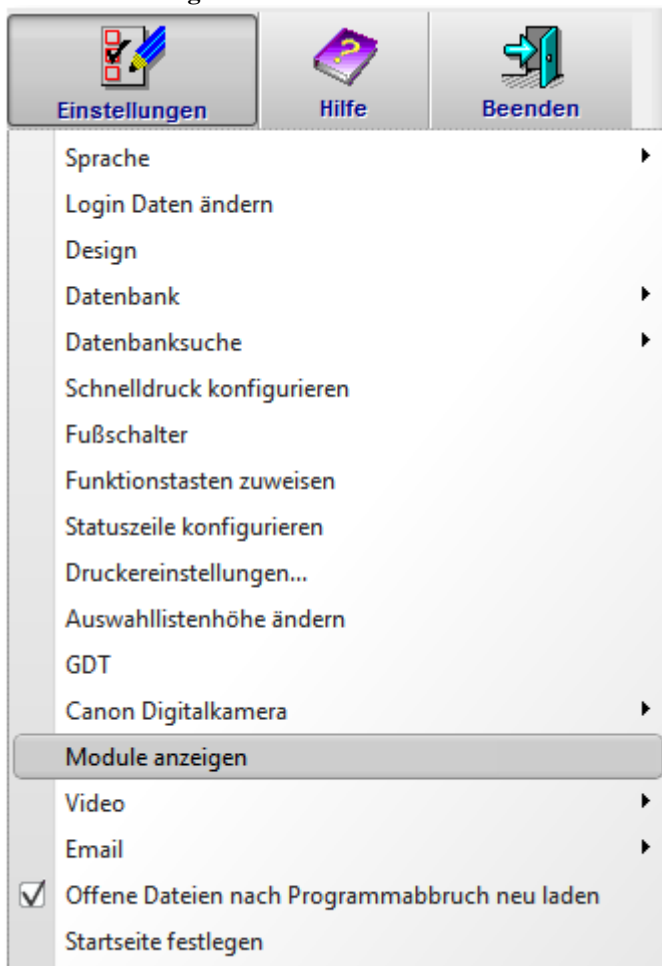 Einstellungen Hilfe Beenden
Sprache
Login Daten ändern
Design
Datenbank
Datenbanksuche
Schnelldruck konfigurieren
Fußschalter
Funktionstasten zuweisen
Statuszeile konfigurieren
Druckereinstellungen...
Auswahllistenhöhe ändern
GDT
Canon Digitalkamera
Module anzeigen
Video
Email
Offene Dateien nach Programmabbruch neu laden
Startseite festlegen